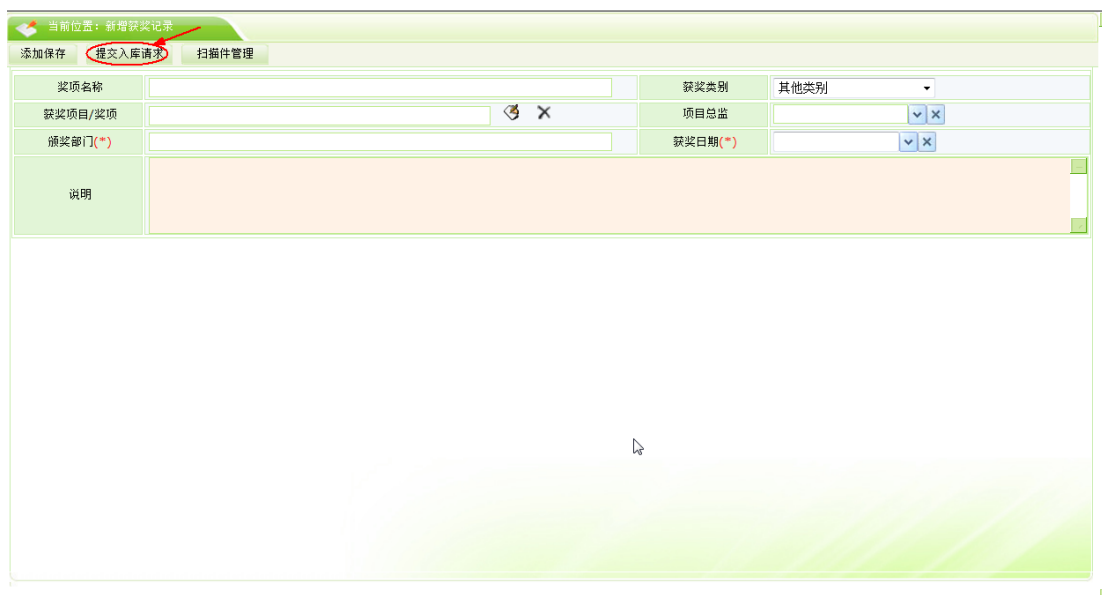 当前位置：新增获奖记录
添加保存 提交入库请求 扫描件管理
奖项名称 获奖类别 其他类别
获奖项目/奖项 项目总监
颁奖部门(*) 获奖日期(*)
说明